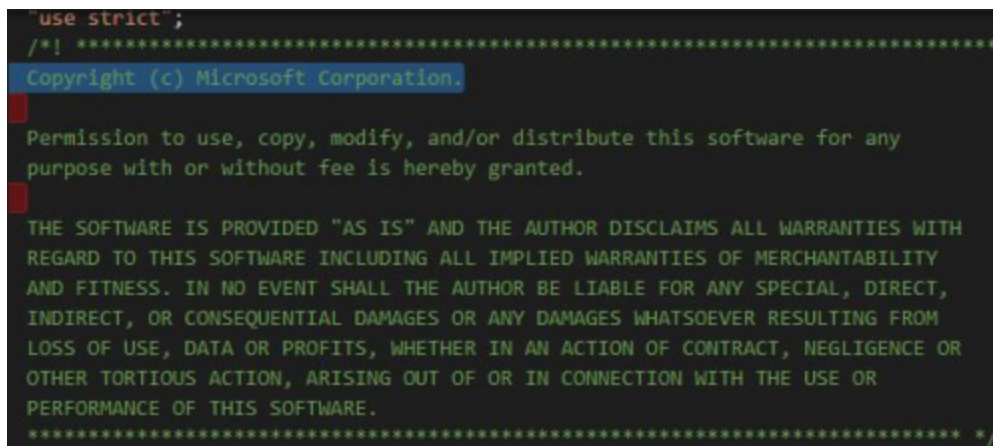 "use strict";
/*! *****************************************************************************
Copyright (c) Microsoft Corporation.
Permission to use, copy, modify, and/or distribute this software for any
purpose with or without fee is hereby granted.
THE SOFTWARE IS PROVIDED "AS IS" AND THE AUTHOR DISCLAIMS ALL WARRANTIES WITH
REGARD TO THIS SOFTWARE INCLUDING ALL IMPLIED WARRANTIES OF MERCHANTABILITY
AND FITNESS. IN NO EVENT SHALL THE AUTHOR BE LIABLE FOR ANY SPECIAL, DIRECT,
INDIRECT, OR CONSEQUENTIAL DAMAGES OR ANY DAMAGES WHATSOEVER RESULTING FROM
LOSS OF USE, DATA OR PROFITS, WHETHER IN AN ACTION OF CONTRACT, NEGLIGENCE OR
OTHER TORTIOUS ACTION, ARISING OUT OF OR IN CONNECTION WITH THE USE OR
PERFORMANCE OF THIS SOFTWARE.
***************************************************************************** */